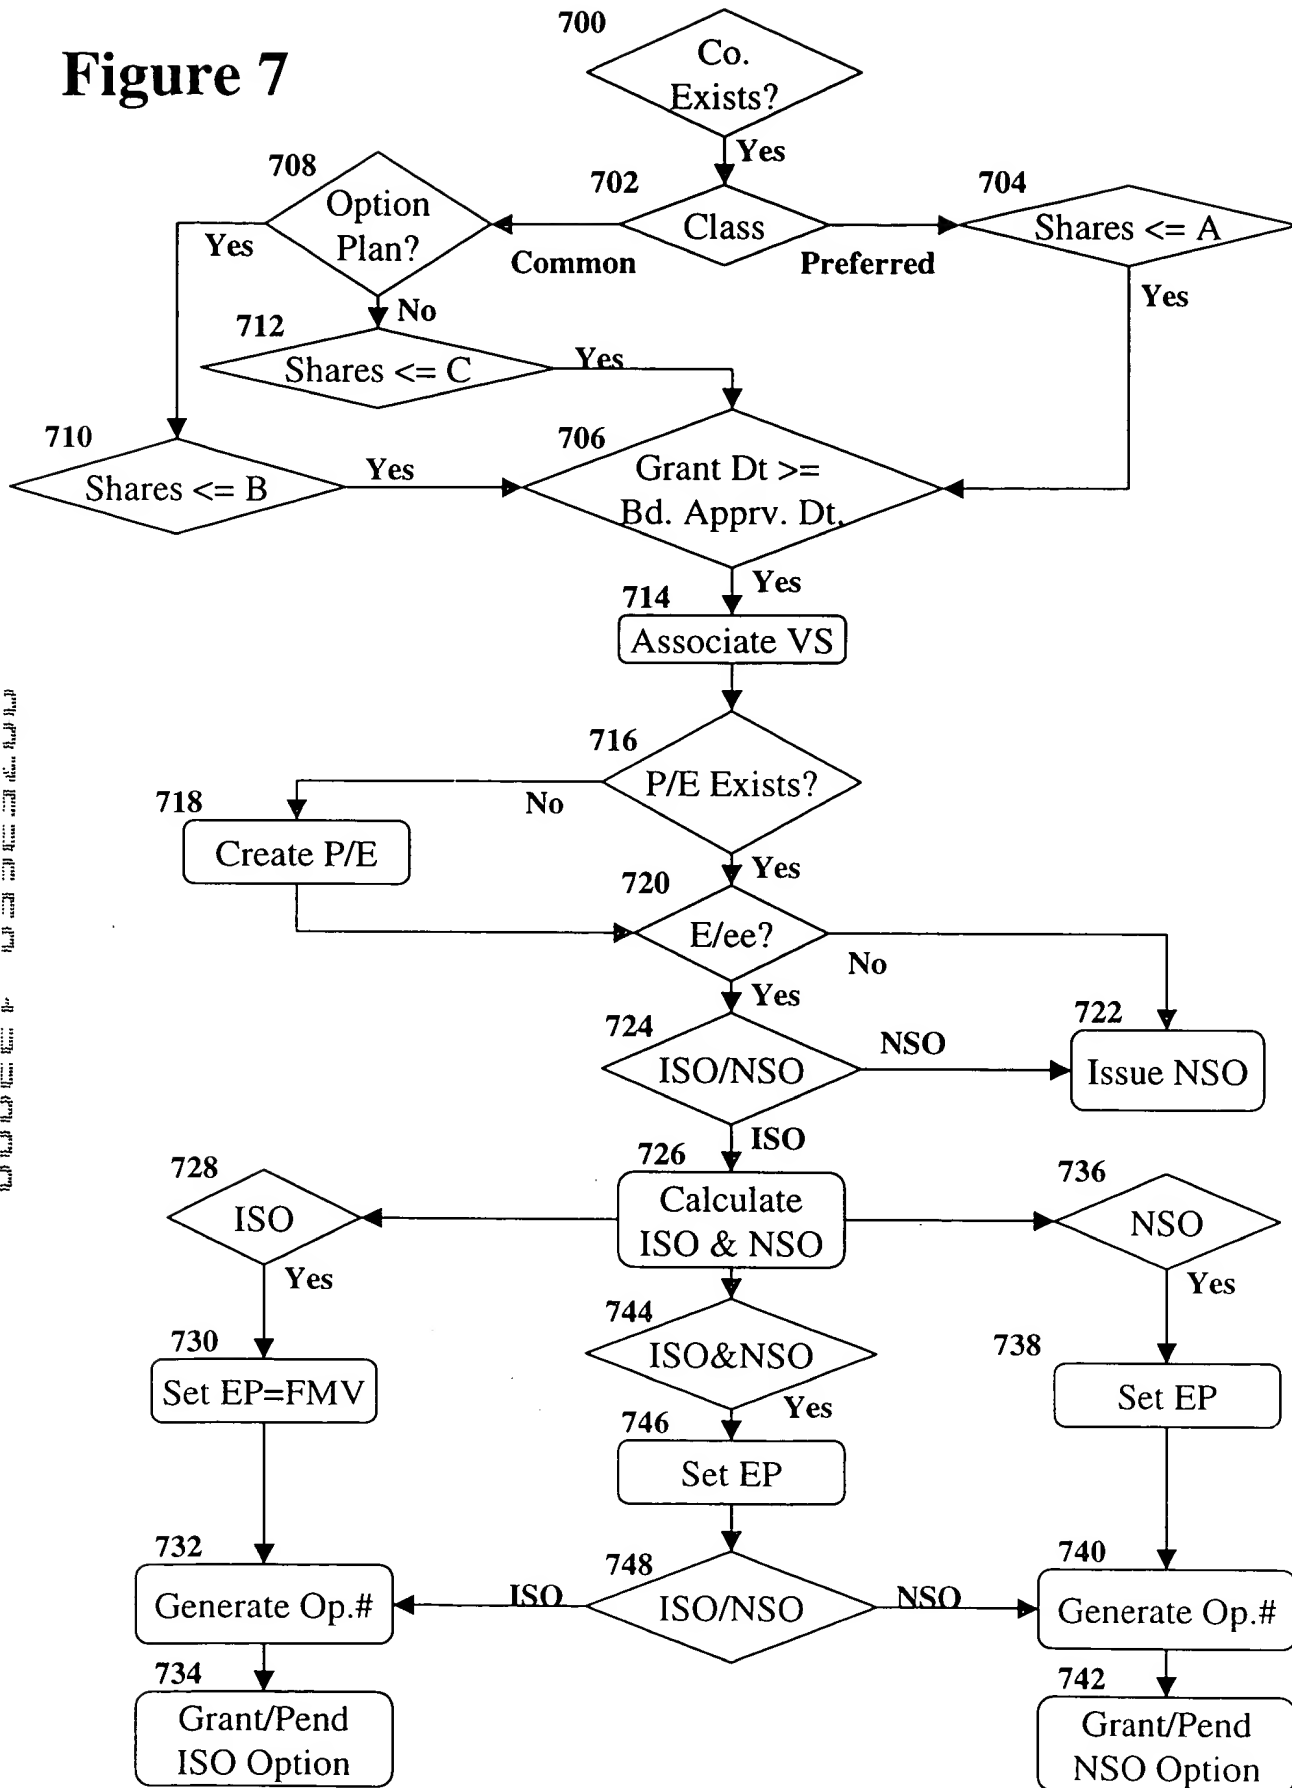 Figure 7
700
Co.
Exists?
Yes
708
Option
Plan?
702
Class
704
Shares <= A
Yes
Common
Preferred
Yes
No
712
Shares <= C
Yes
710
Shares <= B
Yes
706
Grant Dt >=
Bd. Apprv. Dt.
Yes
714
Associate VS
716
P/E Exists?
No
718
Create P/E
Yes
720
E/ee?
No
Yes
724
ISO/NSO
NSO
722
Issue NSO
ISO
726
Calculate
ISO & NSO
728
ISO
Yes
736
NSO
Yes
744
ISO&NSO
Yes
730
Set EP=FMV
738
Set EP
746
Set EP
732
Generate Op.#
748
ISO/NSO
ISO
NSO
740
Generate Op.#
734
Grant/Pend
ISO Option
742
Grant/Pend
NSO Option